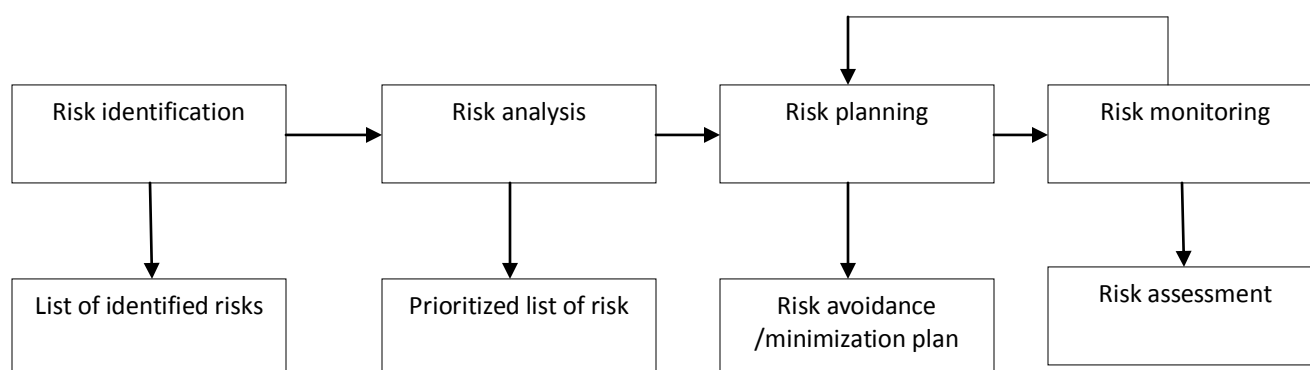 Risk identification
Risk analysis
Risk planning
Risk monitoring
List of identified risks
Prioritized list of risk
Risk avoidance
/minimization plan
Risk assessment